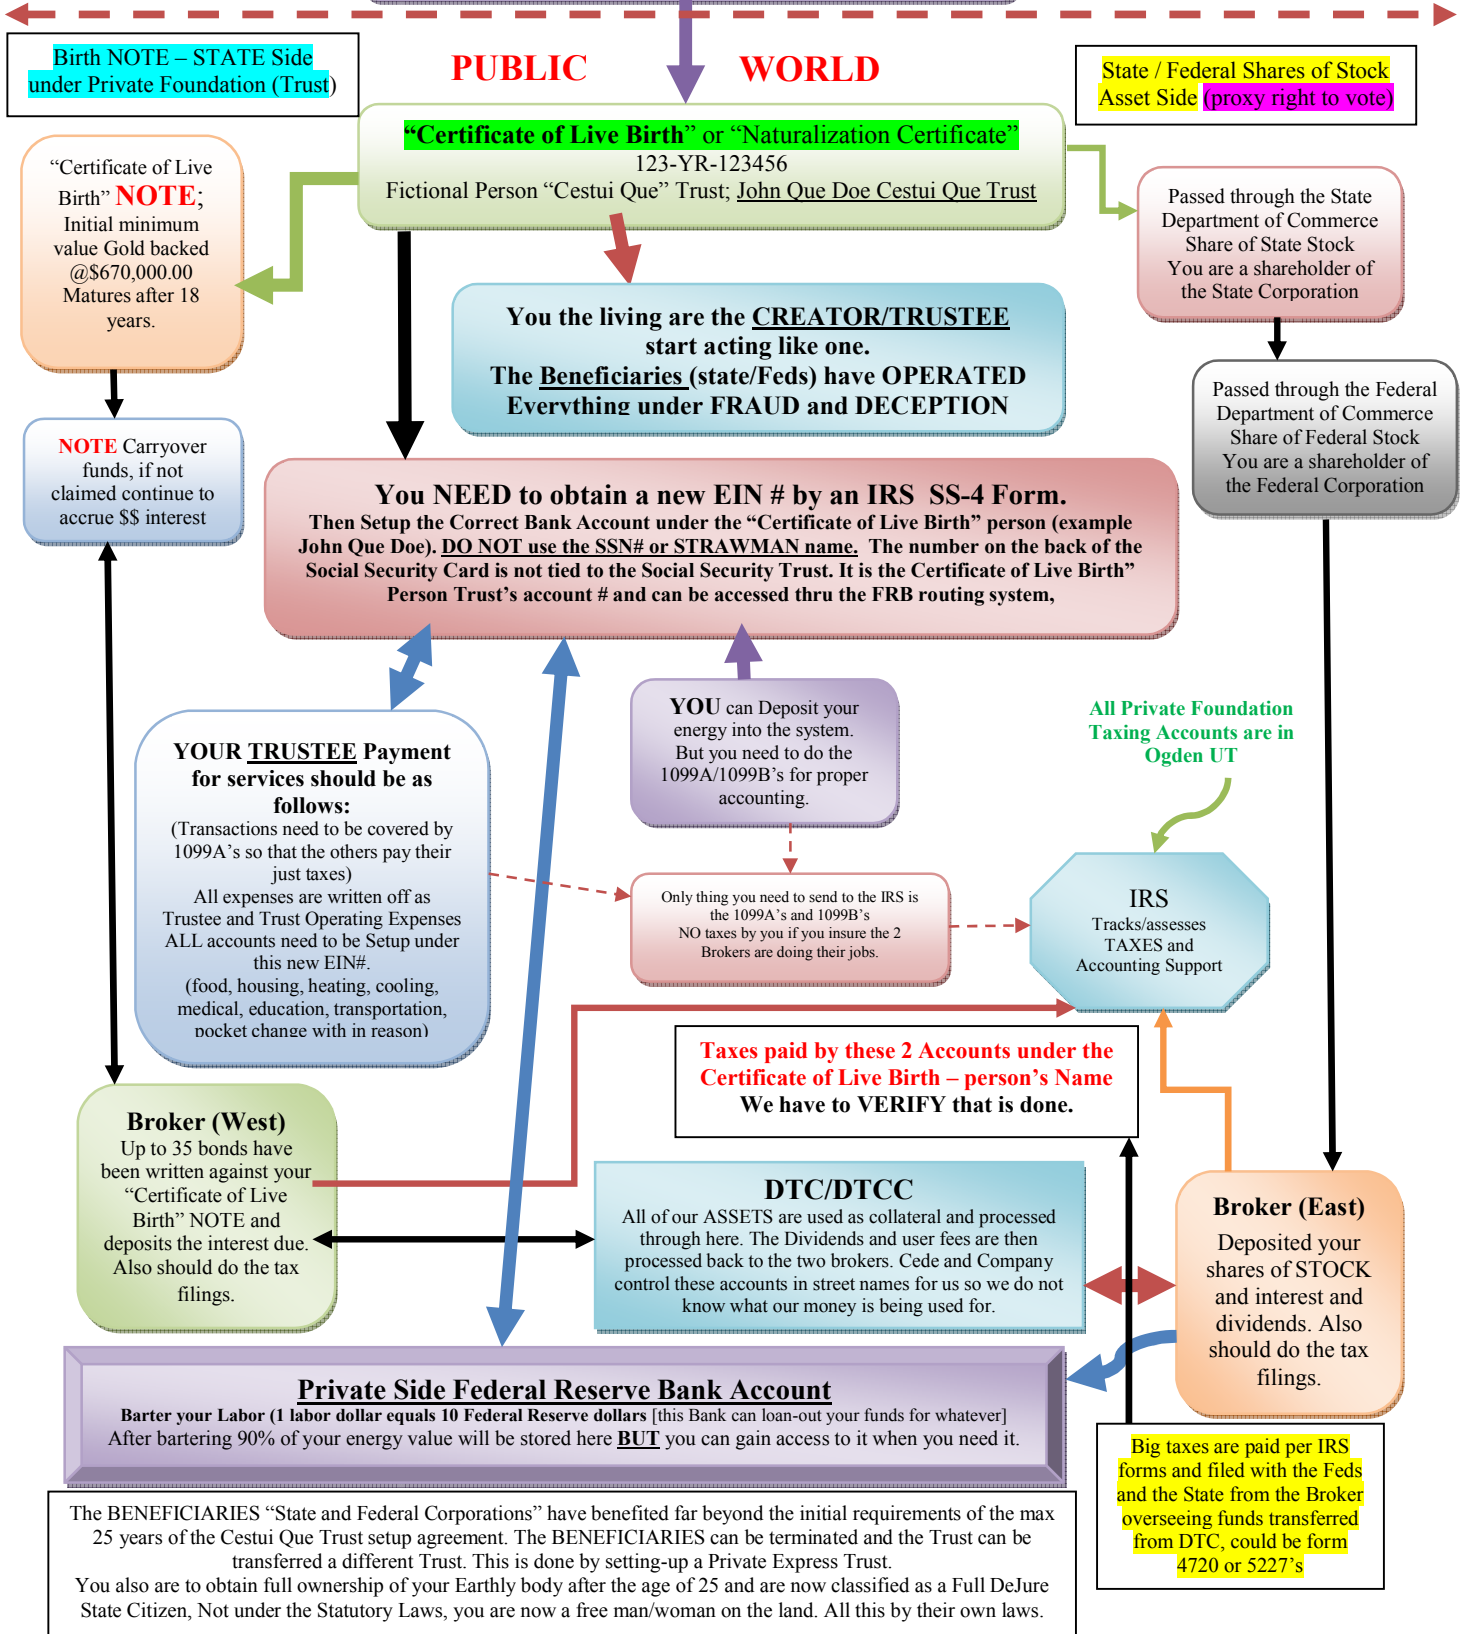 Birth NOTE – STATE Side
under Private Foundation (Trust)
PUBLIC WORLD
State / Federal Shares of Stock
Asset Side (proxy right to vote)
“Certificate of Live Birth” or “Naturalization Certificate”
123-YR-123456
Fictional Person “Cestui Que” Trust; John Que Doe Cestui Que Trust
“Certificate of Live
Birth” NOTE;
Initial minimum
value Gold backed
@$670,000.00
Matures after 18
years.
Passed through the State
Department of Commerce
Share of State Stock
You are a shareholder of
the State Corporation
You the living are the CREATOR/TRUSTEE
start acting like one.
The Beneficiaries (state/Feds) have OPERATED
Everything under FRAUD and DECEPTION
Passed through the Federal
Department of Commerce
Share of Federal Stock
You are a shareholder of
the Federal Corporation
NOTE Carryover
funds, if not
claimed continue to
accrue $$ interest
You NEED to obtain a new EIN # by an IRS SS-4 Form.
Then Setup the Correct Bank Account under the “Certificate of Live Birth” person (example
John Que Doe). DO NOT use the SSN# or STRAWMAN name. The number on the back of the
Social Security Card is not tied to the Social Security Trust. It is the Certificate of Live Birth”
Person Trust’s account # and can be accessed thru the FRB routing system,
YOUR TRUSTEE Payment
for services should be as
follows:
(Transactions need to be covered by
1099A’s so that the others pay their
just taxes)
All expenses are written off as
Trustee and Trust Operating Expenses
ALL accounts need to be Setup under
this new EIN#.
(food, housing, heating, cooling,
medical, education, transportation,
pocket change with in reason)
YOU can Deposit your
energy into the system.
But you need to do the
1099A/1099B’s for proper
accounting.
All Private Foundation
Taxing Accounts are in
Ogden UT
Only thing you need to send to the IRS is
the 1099A’s and 1099B’s
NO taxes by you if you insure the 2
Brokers are doing their jobs.
IRS
Tracks/assesses
TAXES and
Accounting Support
Taxes paid by these 2 Accounts under the
Certificate of Live Birth – person’s Name
We have to VERIFY that is done.
Broker (West)
Up to 35 bonds have
been written against your
“Certificate of Live
Birth” NOTE and
deposits the interest due.
Also should do the tax
filings.
DTC/DTCC
All of our ASSETS are used as collateral and processed
through here. The Dividends and user fees are then
processed back to the two brokers. Cede and Company
control these accounts in street names for us so we do not
know what our money is being used for.
Broker (East)
Deposited your
shares of STOCK
and interest and
dividends. Also
should do the tax
filings.
Private Side Federal Reserve Bank Account
Barter your Labor (1 labor dollar equals 10 Federal Reserve dollars [this Bank can loan-out your funds for whatever]
After bartering 90% of your energy value will be stored here BUT you can gain access to it when you need it.
Big taxes are paid per IRS
forms and filed with the Feds
and the State from the Broker
overseeing funds transferred
from DTC, could be form
4720 or 5227’s
The BENEFICIARIES “State and Federal Corporations” have benefited far beyond the initial requirements of the max
25 years of the Cestui Que Trust setup agreement. The BENEFICIARIES can be terminated and the Trust can be
transferred a different Trust. This is done by setting-up a Private Express Trust.
You also are to obtain full ownership of your Earthly body after the age of 25 and are now classified as a Full DeJure
State Citizen, Not under the Statutory Laws, you are now a free man/woman on the land. All this by their own laws.